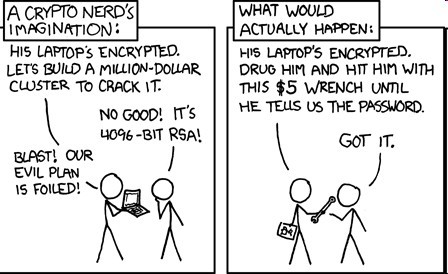 A CRYPTO NERD'S
IMAGINATION:
HIS LAPTOP'S ENCRYPTED.
LET'S BUILD A MILLION-DOLLAR
CLUSTER TO CRACK IT.
NO GOOD! IT'S
4096-BIT RSA!
BLAST! OUR
EVIL PLAN
IS FOILED!
WHAT WOULD
ACTUALLY HAPPEN:
HIS LAPTOP'S ENCRYPTED.
DRUG HIM AND HIT HIM WITH
THIS $5 WRENCH UNTIL
HE TELLS US THE PASSWORD.
GOT IT.